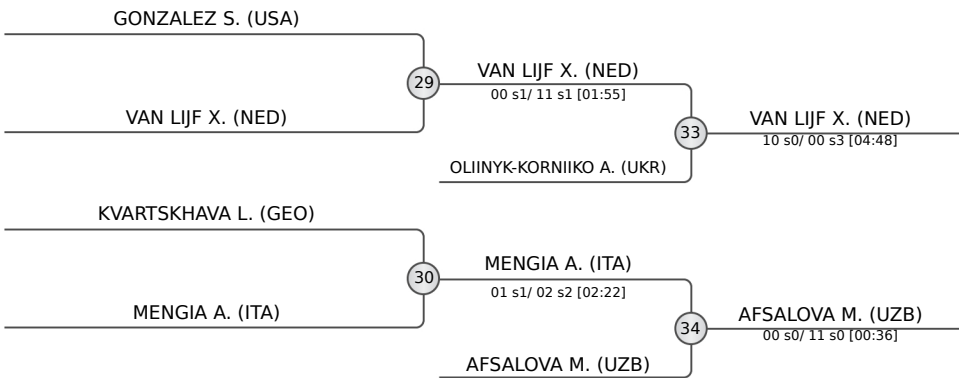 GONZALEZ S. (USA)
29
VAN LIJF X. (NED)
00 s1/ 11 s1 [01:55]
VAN LIJF X. (NED)
33
VAN LIJF X. (NED)
10 s0/ 00 s3 [04:48]
OLIINYK-KORNIIKO A. (UKR)
KVARTSKHAVA L. (GEO)
30
MENGIA A. (ITA)
01 s1/ 02 s2 [02:22]
MENGIA A. (ITA)
34
AFSALOVA M. (UZB)
00 s0/ 11 s0 [00:36]
AFSALOVA M. (UZB)